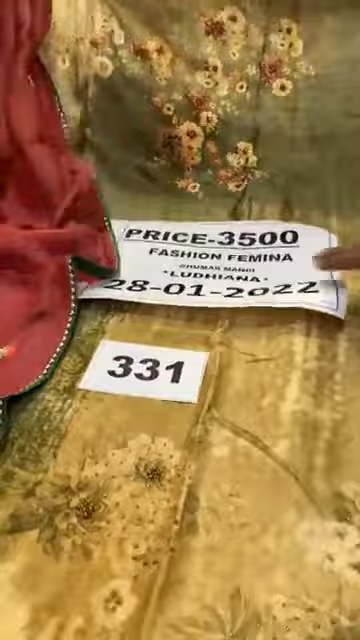 PRICE-3500
FASHION FEMINA
GHUMAR MANDI
*LUDHIANA*
28-01-2022
331